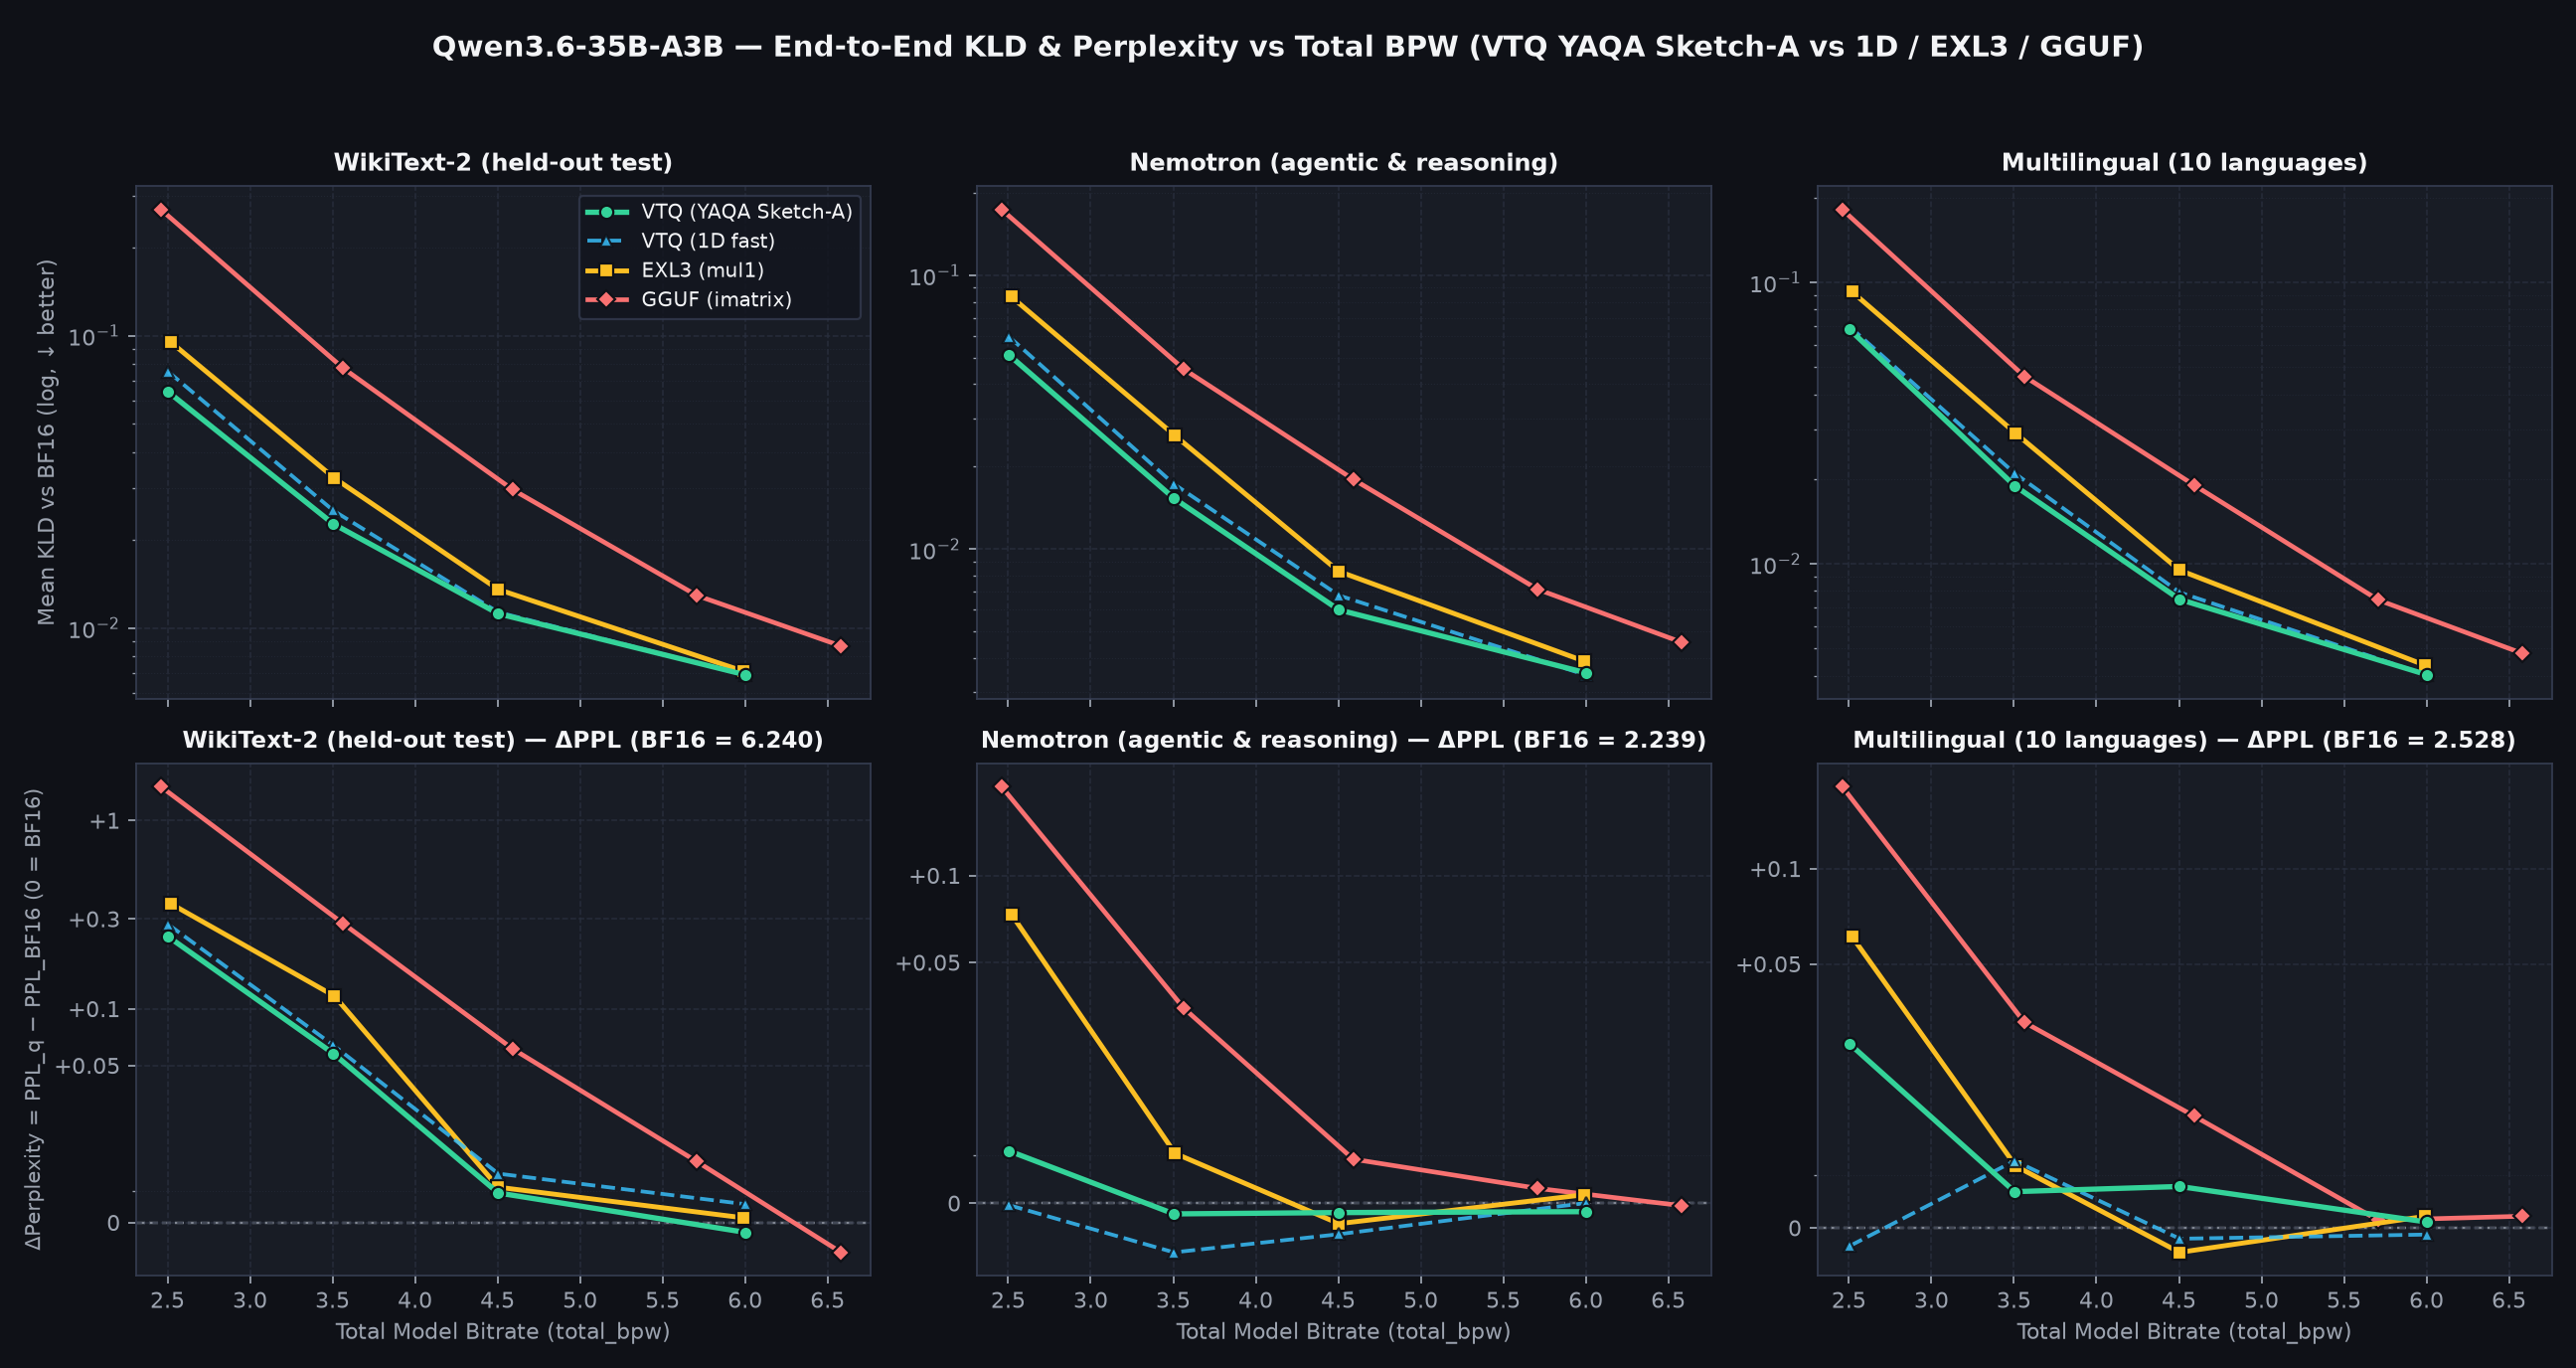 Qwen3.6-35B-A3B — End-to-End KLD & Perplexity vs Total BPW (VTQ YAQA Sketch-A vs 1D / EXL3 / GGUF)
WikiText-2 (held-out test)
Mean KLD vs BF16 (log, ↓ better)
10⁻¹
10⁻²
VTQ (YAQA Sketch-A)
VTQ (1D fast)
EXL3 (mul1)
GGUF (imatrix)
Nemotron (agentic & reasoning)
10⁻¹
10⁻²
Multilingual (10 languages)
10⁻¹
10⁻²
WikiText-2 (held-out test) — ΔPPL (BF16 = 6.240)
ΔPerplexity = PPL_q − PPL_BF16 (0 = BF16)
+1
+0.3
+0.1
+0.05
0
2.5 3.0 3.5 4.0 4.5 5.0 5.5 6.0 6.5
Total Model Bitrate (total_bpw)
Nemotron (agentic & reasoning) — ΔPPL (BF16 = 2.239)
+0.1
+0.05
0
2.5 3.0 3.5 4.0 4.5 5.0 5.5 6.0 6.5
Total Model Bitrate (total_bpw)
Multilingual (10 languages) — ΔPPL (BF16 = 2.528)
+0.1
+0.05
0
2.5 3.0 3.5 4.0 4.5 5.0 5.5 6.0 6.5
Total Model Bitrate (total_bpw)